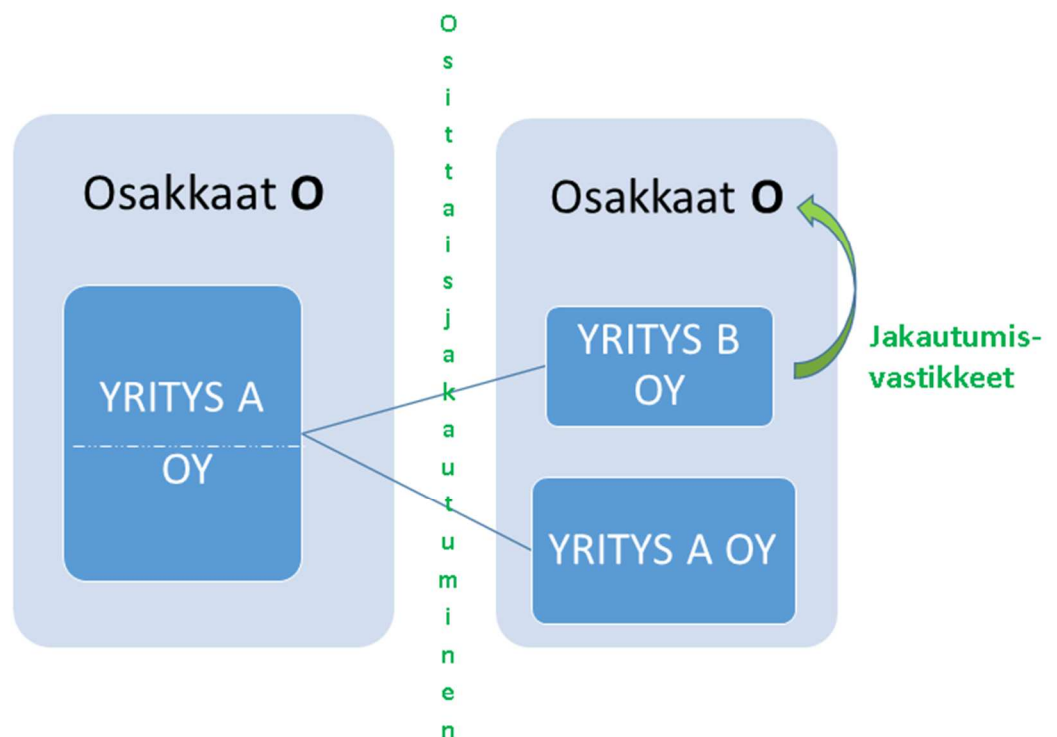 Osakkaat O
YRITYS A
OY
Osittaisjakautuminen
Osakkaat O
YRITYS B
OY
YRITYS A OY
Jakautumis-
vastikkeet